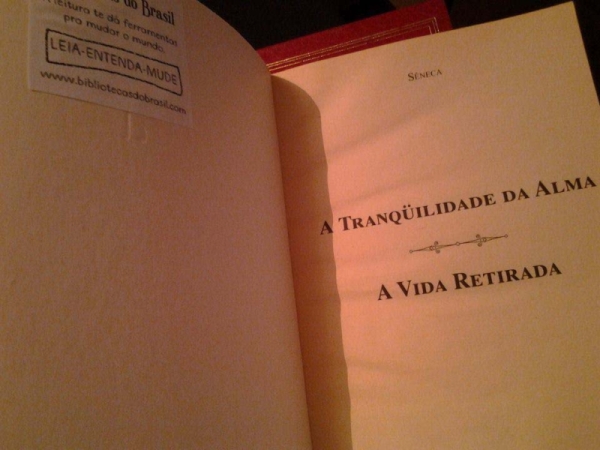 do Brasil
leitura te dá ferramentas
pra mudar o mundo.
LEIA-ENTENDA-MUDE
www.bibliotecasdobrasil.com
SÊNECA
A TRANQÜILIDADE DA ALMA
A VIDA RETIRADA